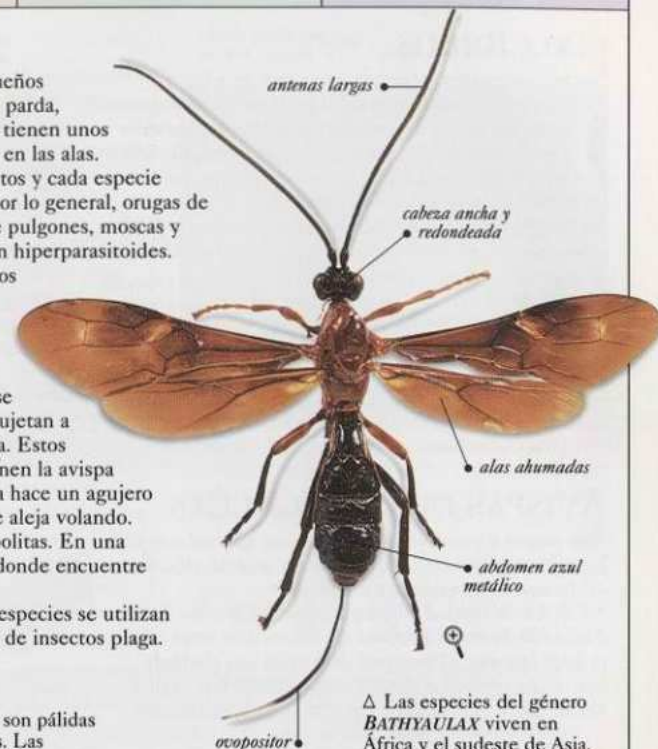 ueños
parda,
tienen unos
en las alas.
tos y cada especie
or lo general, orugas de
pulgones, moscas y
n hiperparasitoides.
os
se
ujetan a
a. Estos
nen la avispa
a hace un agujero
e aleja volando.
olitas. En una
donde encuentre
especies se utilizan
de insectos plaga.
son pálidas
s. Las
antenas largas
cabeza ancha y
redondeada
alas ahumadas
abdomen azul
metálico
ovopositor
△ Las especies del género
BATHYAULAX viven en
África y el sudeste de Asia.